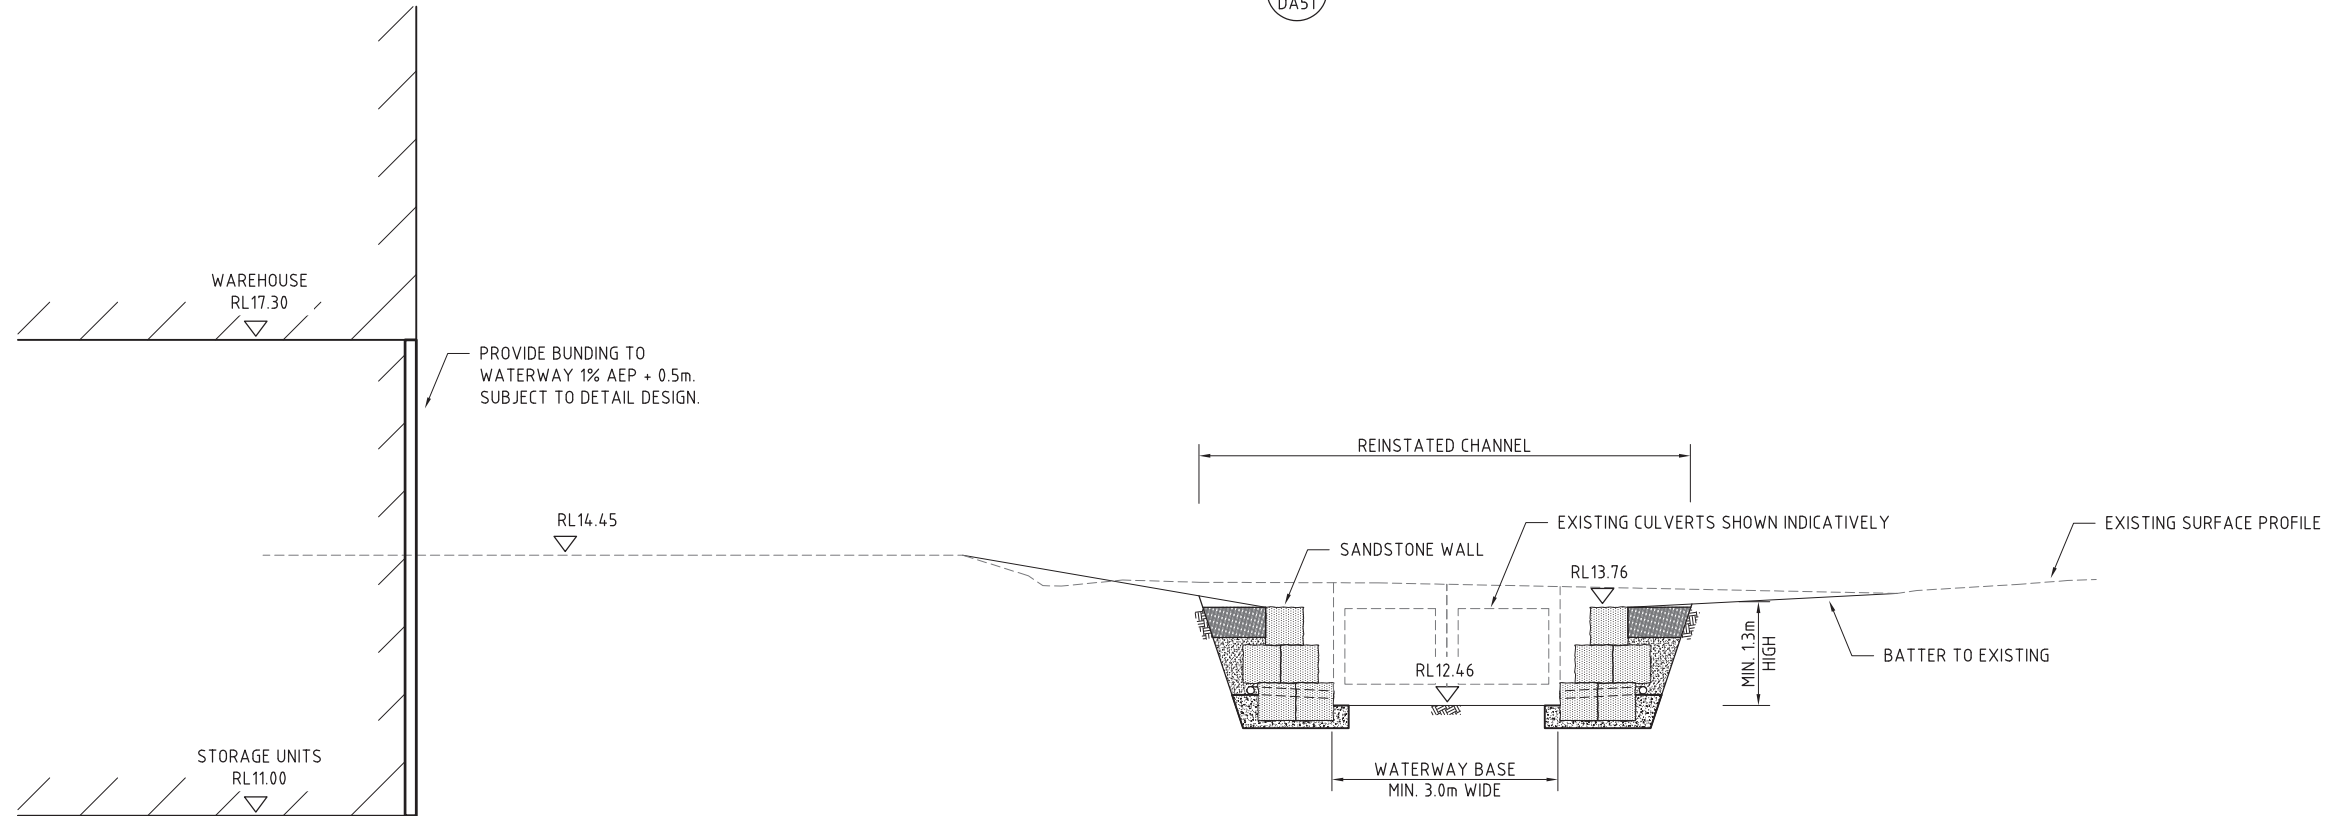 DA51
WAREHOUSE
RL17.30
PROVIDE BUNDING TO
WATERWAY 1% AEP + 0.5m.
SUBJECT TO DETAIL DESIGN.
REINSTATED CHANNEL
RL14.45
EXISTING CULVERTS SHOWN INDICATIVELY
EXISTING SURFACE PROFILE
SANDSTONE WALL
RL13.76
MIN. 1.3m
HIGH
BATTER TO EXISTING
RL12.46
STORAGE UNITS
RL11.00
WATERWAY BASE
MIN. 3.0m WIDE